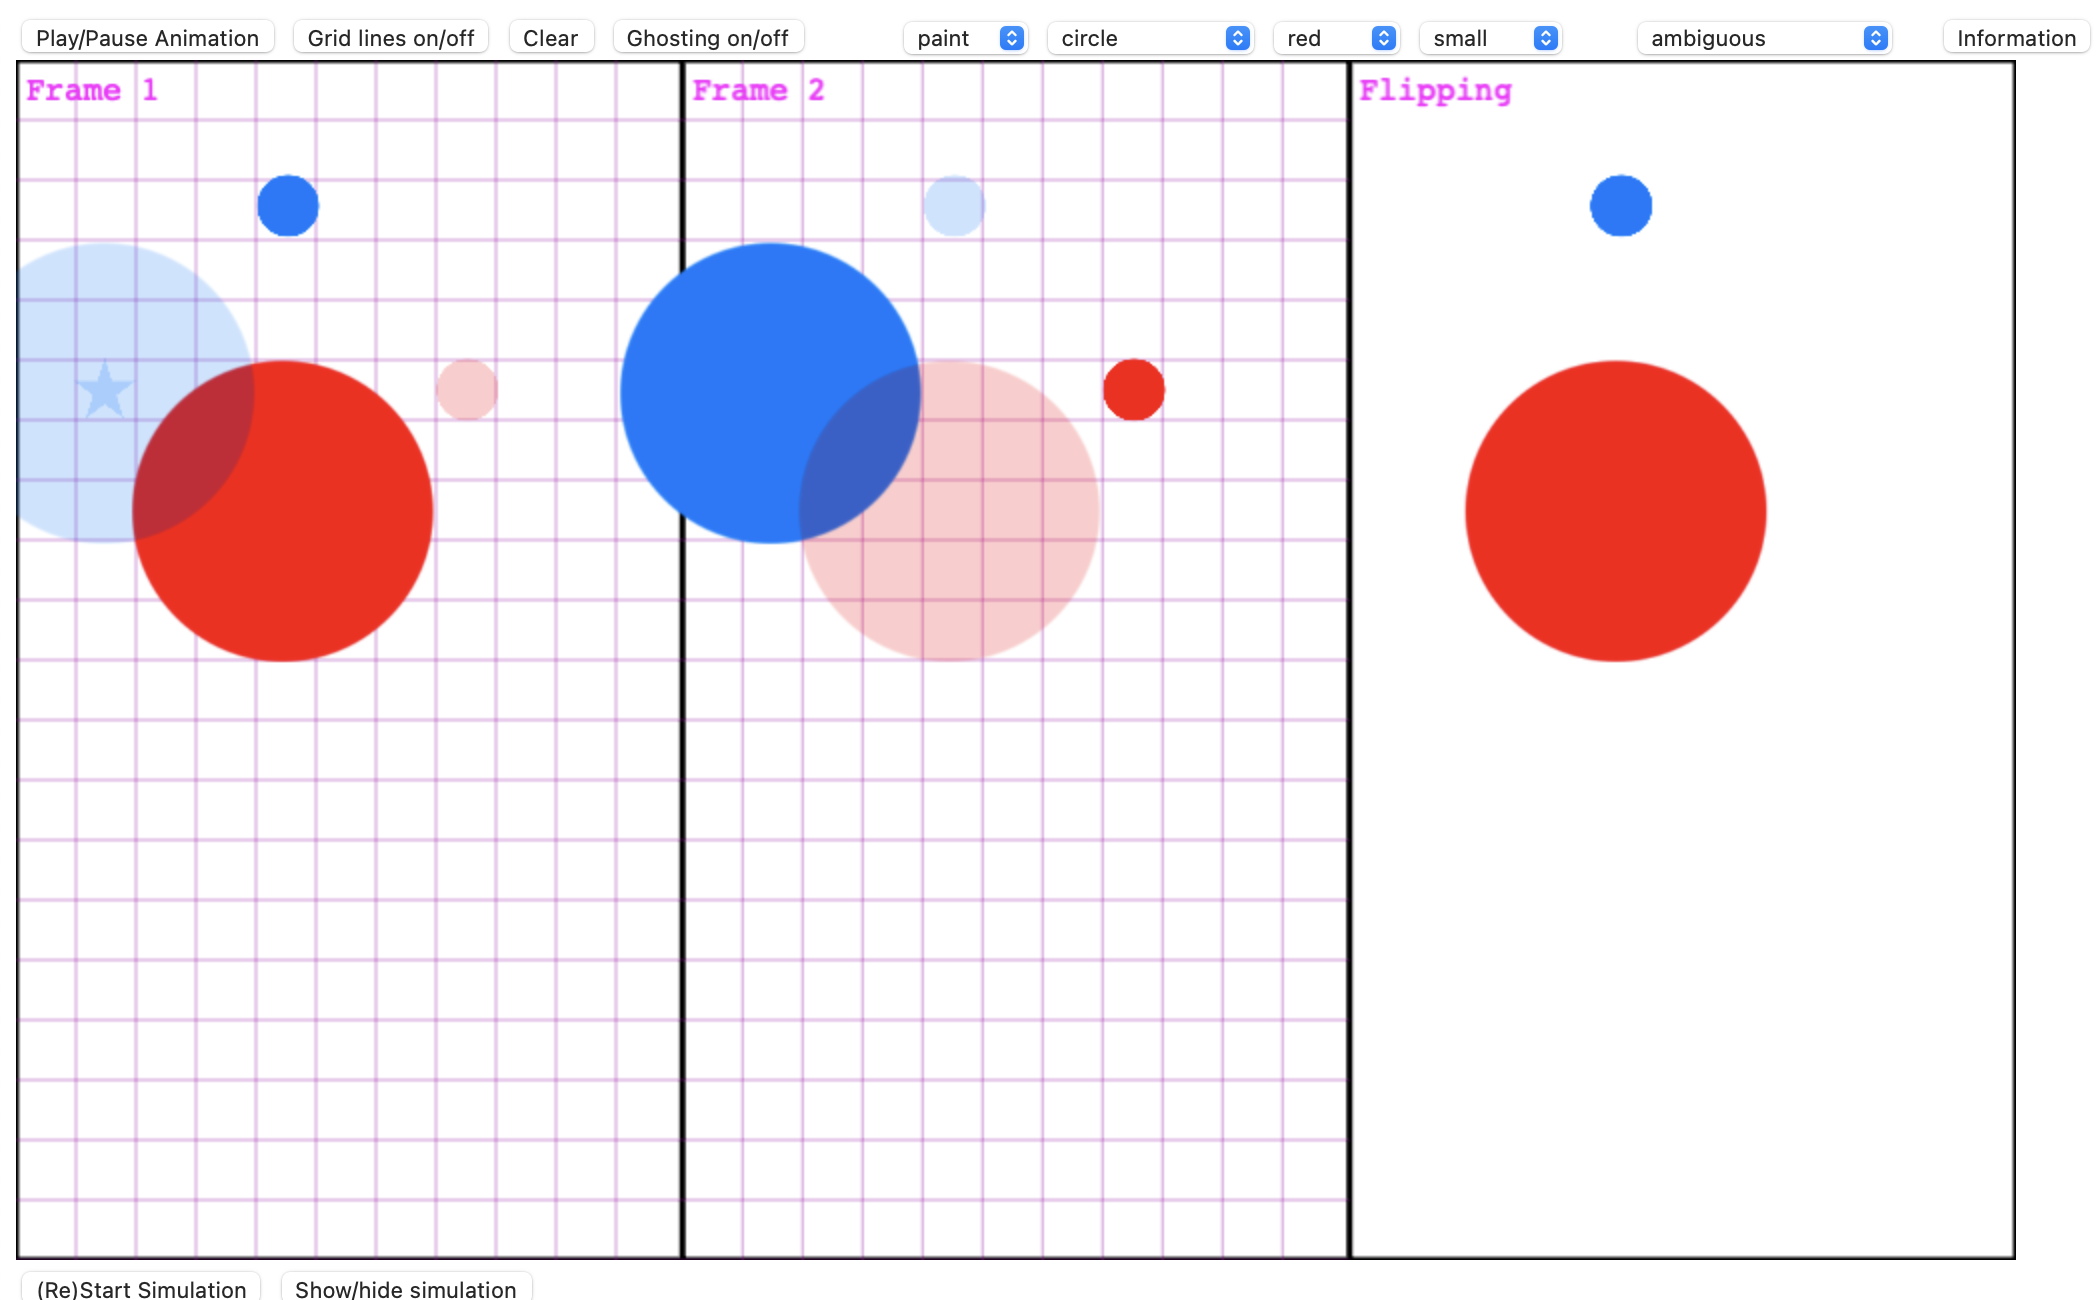 Play/Pause Animation Grid lines on/off Clear Ghosting on/off paint circle red small ambiguous Information
Frame 1 Frame 2 Flipping
(Re)Start Simulation Show/hide simulation